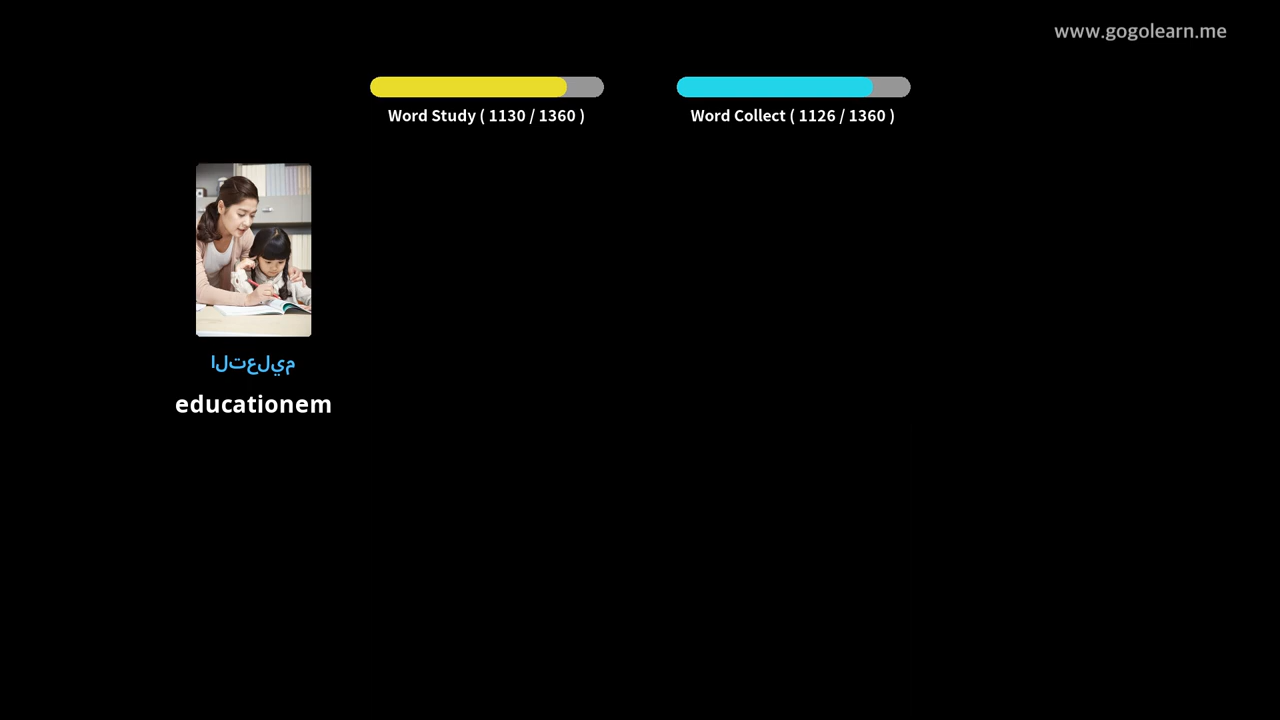 www.gogolearn.me
Word Study ( 1130 / 1360 )
Word Collect ( 1126 / 1360 )
التعليم
educationem